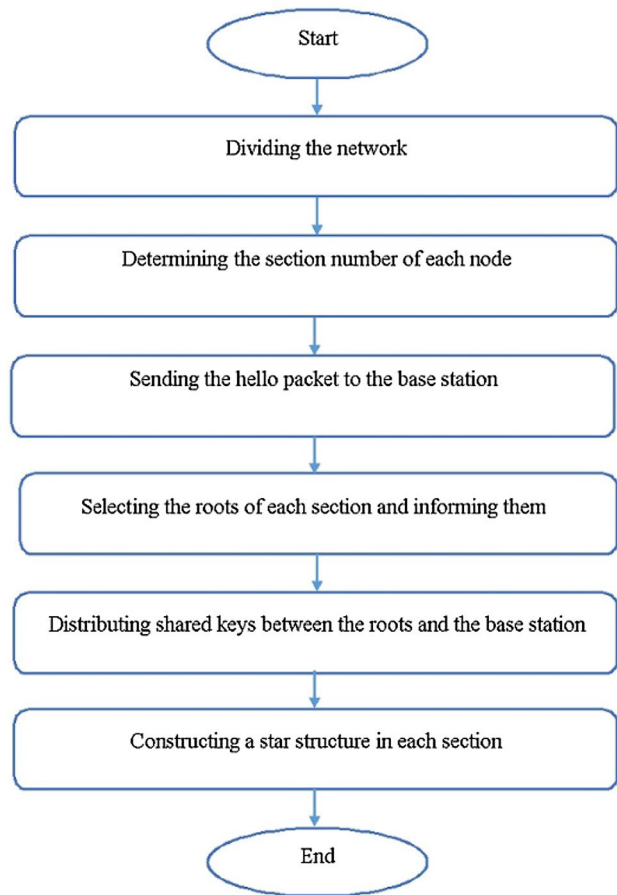 Start
Dividing the network
Determining the section number of each node
Sending the hello packet to the base station
Selecting the roots of each section and informing them
Distributing shared keys between the roots and the base station
Constructing a star structure in each section
End